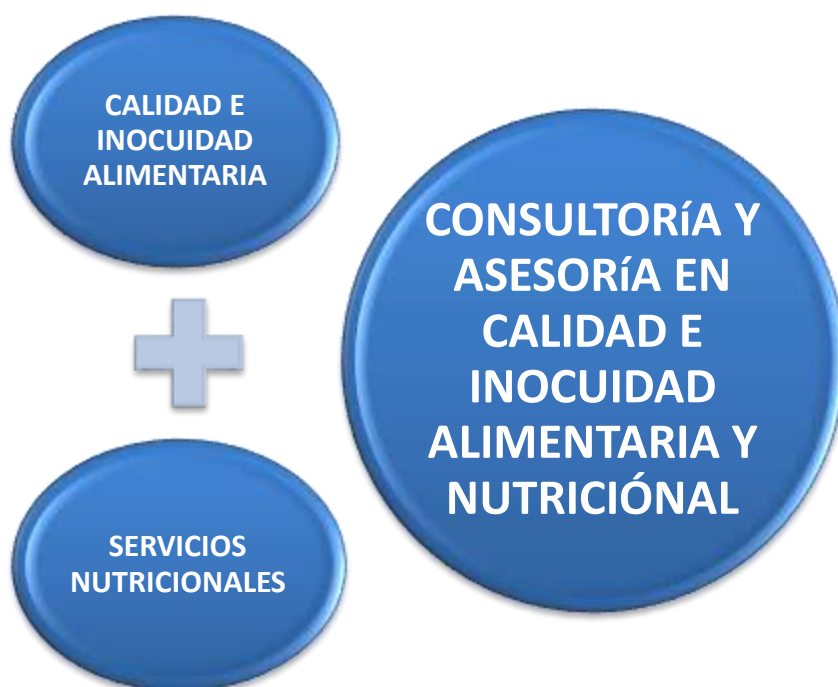 CALIDAD E
INOCUIDAD
ALIMENTARIA
SERVICIOS
NUTRICIONALES
CONSULTORíA Y
ASESORíA EN
CALIDAD E
INOCUIDAD
ALIMENTARIA Y
NUTRICIÓNAL